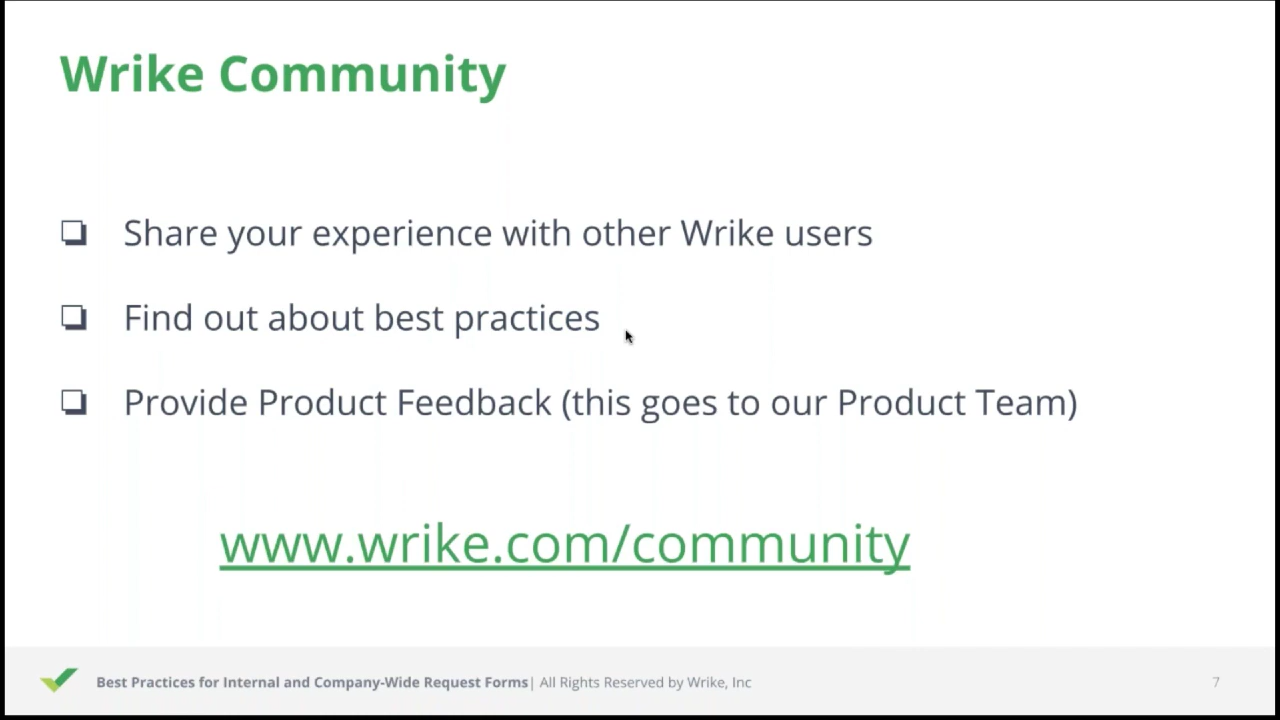 Wrike Community
❏ Share your experience with other Wrike users
❏ Find out about best practices
❏ Provide Product Feedback (this goes to our Product Team)
www.wrike.com/community
Best Practices for Internal and Company-Wide Request Forms| All Rights Reserved by Wrike, Inc
7